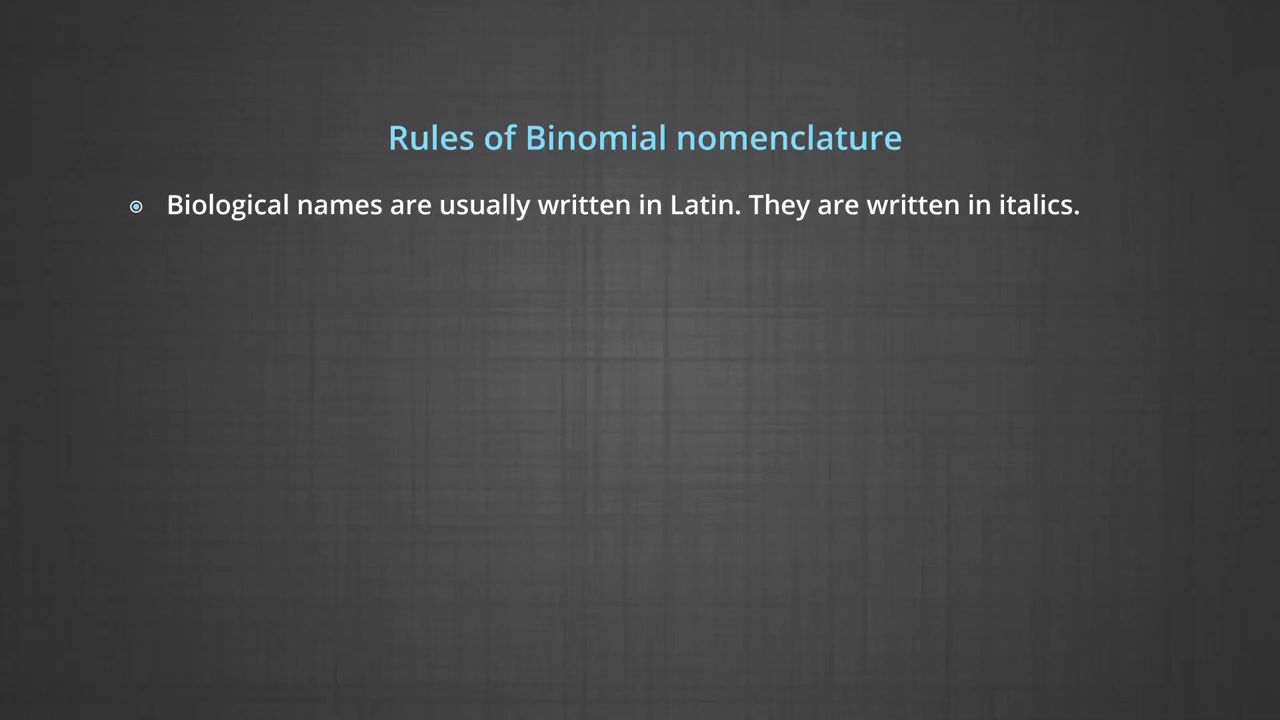 Rules of Binomial nomenclature
Biological names are usually written in Latin. They are written in italics.